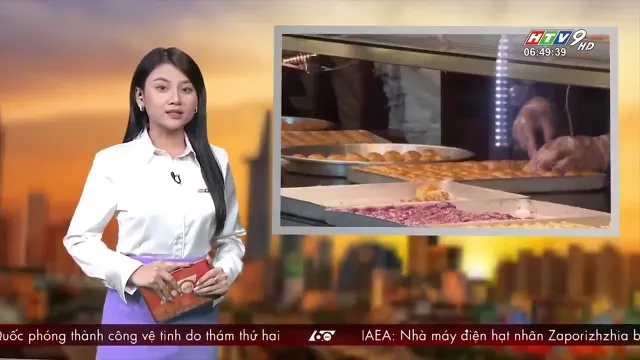 HTV9 HD
06:49:39
Quốc phóng thành công vệ tinh do thám thứ hai
60
IAEA: Nhà máy điện hạt nhân Zaporizhzhia b